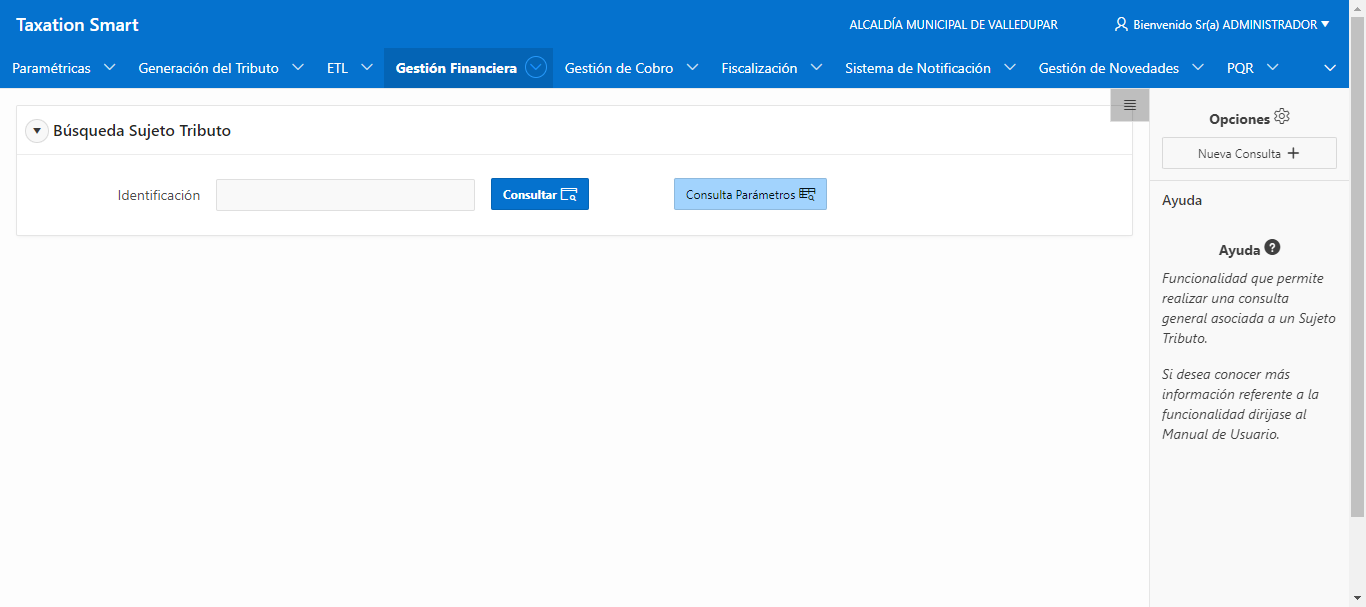 Taxation Smart
ALCALDÍA MUNICIPAL DE VALLEDUPAR
Bienvenido Sr(a) ADMINISTRADOR
Paramétricas
Generación del Tributo
ETL
Gestión Financiera
Gestión de Cobro
Fiscalización
Sistema de Notificación
Gestión de Novedades
PQR
Búsqueda Sujeto Tributo
Identificación
Consultar
Consulta Parámetros
Opciones
Nueva Consulta
Ayuda
Ayuda
Funcionalidad que permite
realizar una consulta
general asociada a un Sujeto
Tributo.
Si desea conocer más
información referente a la
funcionalidad dirijase al
Manual de Usuario.